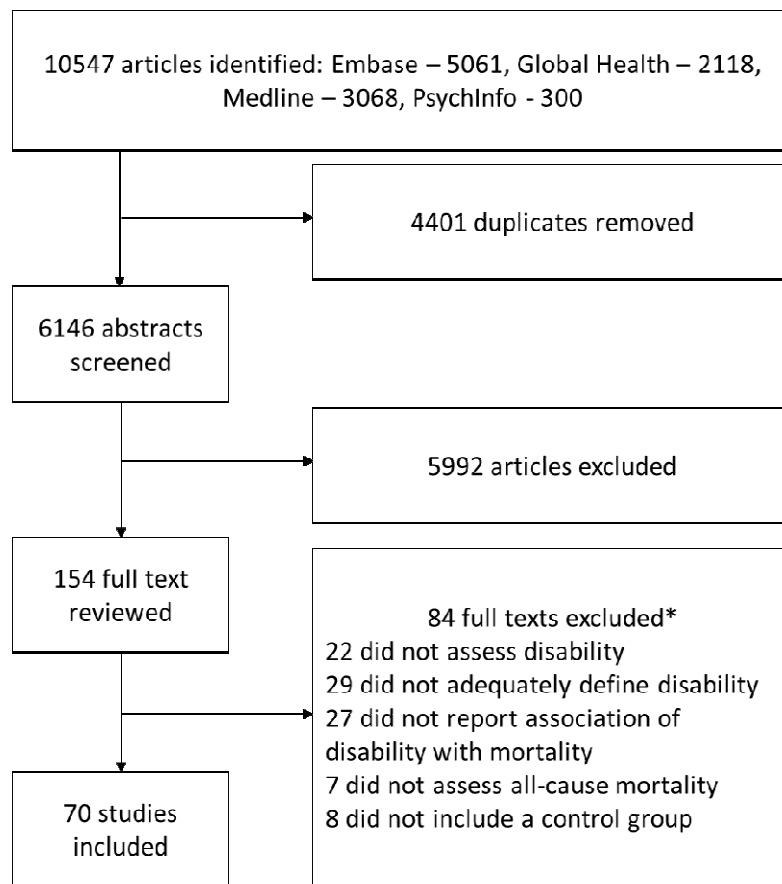 10547 articles identified: Embase – 5061, Global Health – 2118,
Medline – 3068, PsychInfo - 300
4401 duplicates removed
6146 abstracts
screened
5992 articles excluded
154 full text
reviewed
84 full texts excluded*
22 did not assess disability
29 did not adequately define disability
27 did not report association of
disability with mortality
7 did not assess all-cause mortality
8 did not include a control group
70 studies
included